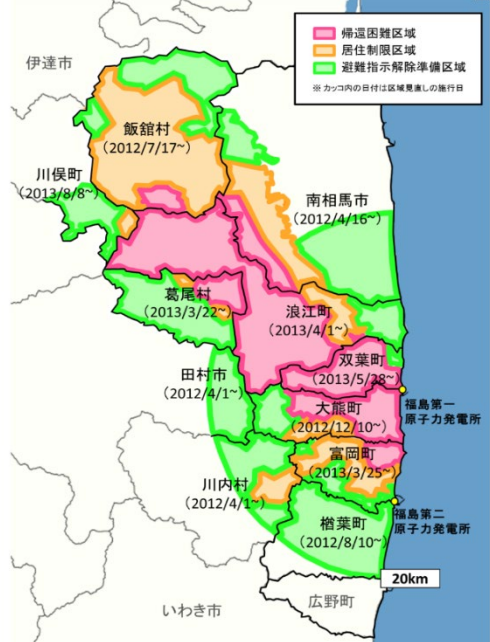 帰還困難区域
居住制限区域
避難指示解除準備区域
※ カッコ内の日付は区域見直しの施行日
伊達市
飯舘村
(2012/7/17~)
川俣町
(2013/8/8~)
南相馬市
(2012/4/16~)
葛尾村
(2013/3/22~)
浪江町
(2013/4/1~)
双葉町
(2013/5/28~)
田村市
(2012/4/1~)
大熊町
(2012/12/10~)
福島第一
原子力発電所
富岡町
(2013/3/25~)
川内村
(2012/4/1~)
福島第二
原子力発電所
楢葉町
(2012/8/10~)
20km
広野町
いわき市